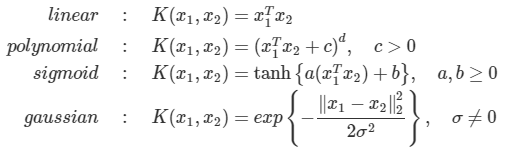 linear : K(x₁, x₂) = x₁ᵀx₂
polynomial : K(x₁, x₂) = (x₁ᵀx₂ + c)ᵈ, c > 0
sigmoid : K(x₁, x₂) = tanh {a(x₁ᵀx₂) + b}, a, b ≥ 0
gaussian : K(x₁, x₂) = exp {−‖x₁ − x₂‖₂² / 2σ²}, σ ≠ 0